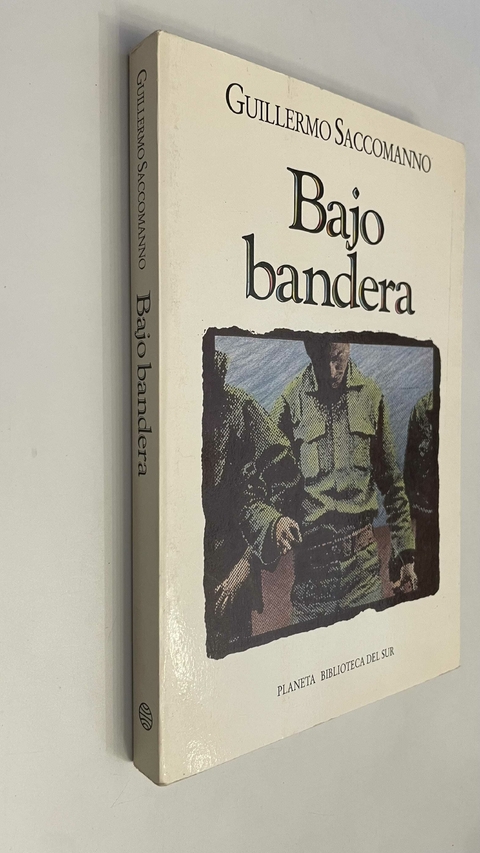 GUILLERMO SACCOMANNO
Bajo
bandera
PLANETA BIBLIOTECA DEL SUR
GUILLERMO SACCOMANNO Bajo bandera